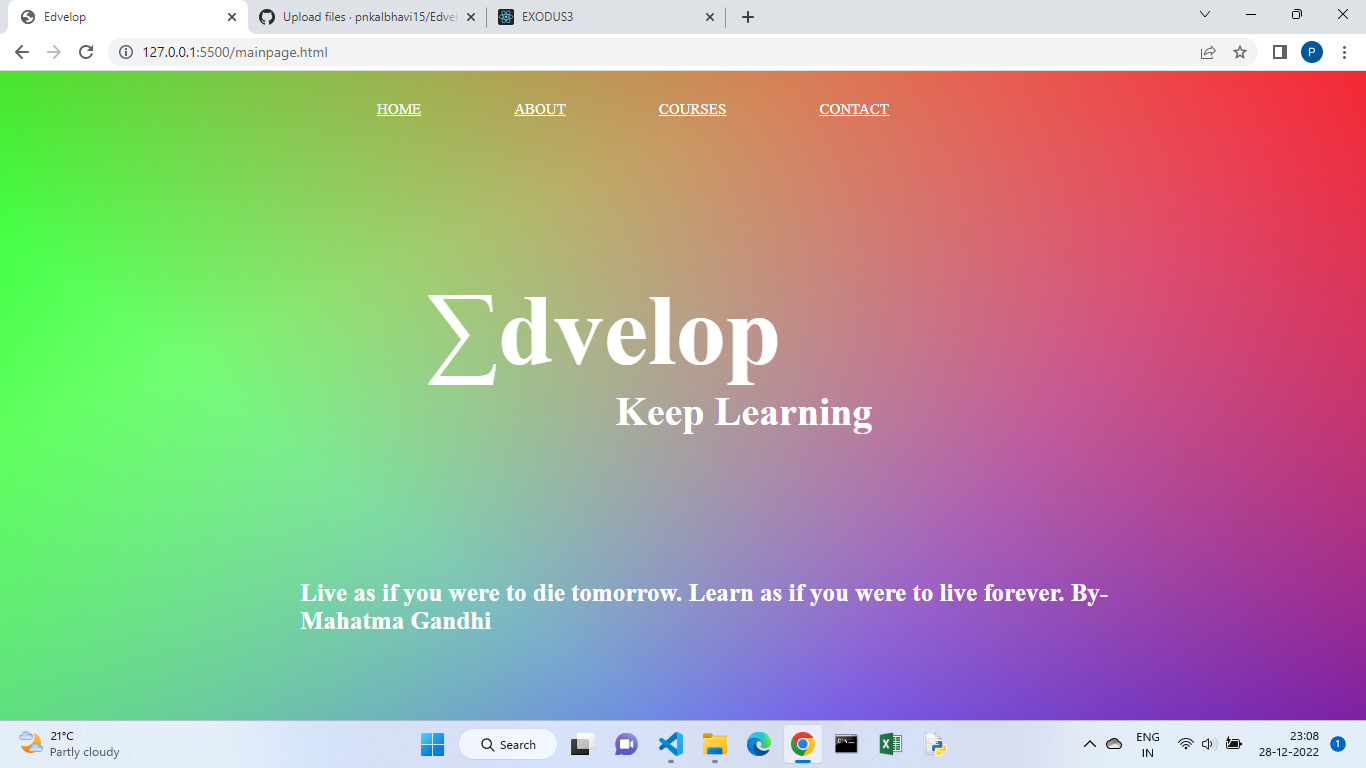 Edvelop
Upload files · pnkalbhavi15/Edvel
EXODUS3
127.0.0.1:5500/mainpage.html
P
HOME ABOUT COURSES CONTACT
∑dvelop
Keep Learning
Live as if you were to die tomorrow. Learn as if you were to live forever. By-
Mahatma Gandhi
21°C
Partly cloudy
Search
ENG
IN
23:08
28-12-2022
1